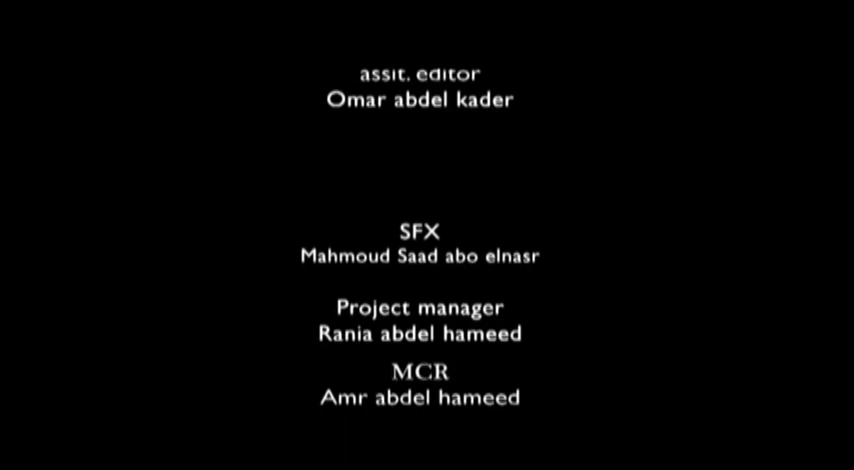 assit. editor
Omar abdel kader
SFX
Mahmoud Saad abo elnasr
Project manager
Rania abdel hameed
MCR
Amr abdel hameed